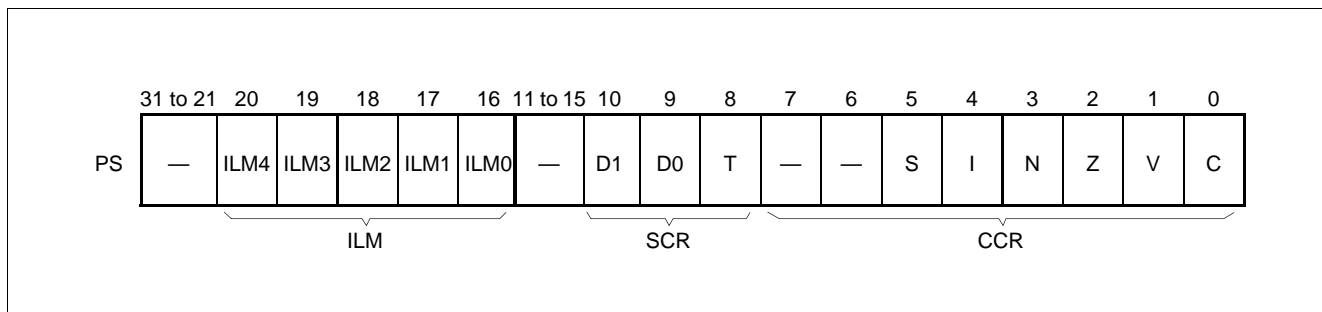 31 to 21 20 19 18 17 16 11 to 15 10 9 8 7 6 5 4 3 2 1 0
PS — ILM4 ILM3 ILM2 ILM1 ILM0 — D1 D0 T — — S I N Z V C
ILM SCR CCR